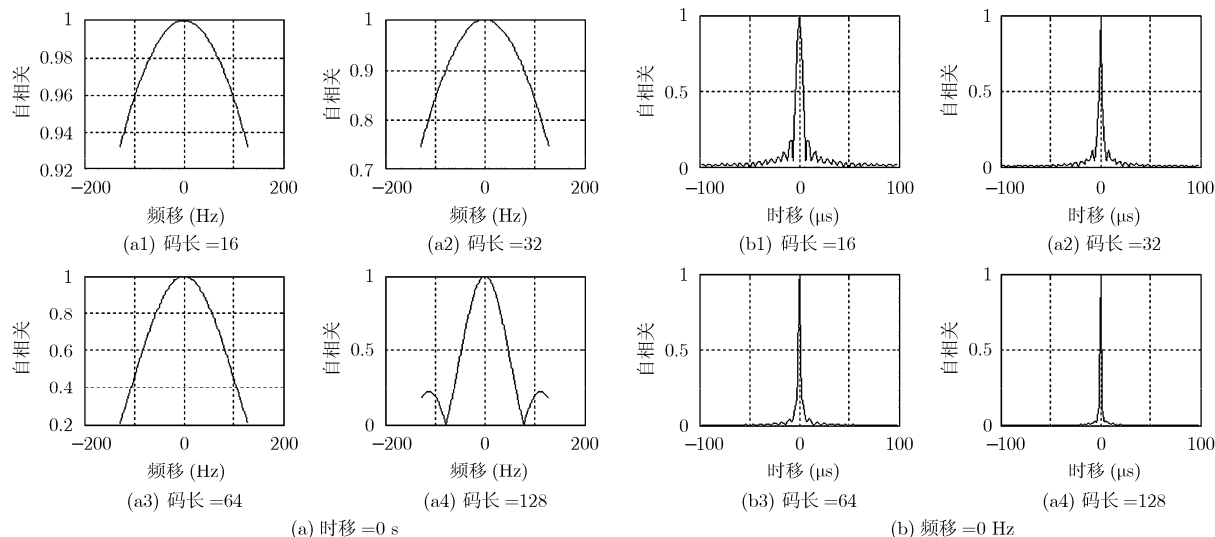 1
0.98
0.96
0.94
0.92
自相关
−200
0
200
频移 (Hz)
(a1) 码长 =16
1
0.9
0.8
0.7
自相关
−200
0
200
频移 (Hz)
(a2) 码长 =32
1
0.5
0
自相关
−100
0
100
时移 (μs)
(b1) 码长 =16
1
0.5
0
自相关
−100
0
100
时移 (μs)
(a2) 码长 =32
1
0.8
0.6
0.4
0.2
自相关
−200
0
200
频移 (Hz)
(a3) 码长 =64
1
0.5
0
自相关
−200
0
200
频移 (Hz)
(a4) 码长 =128
1
0.5
0
自相关
−100
0
100
时移 (μs)
(b3) 码长 =64
1
0.5
0
自相关
−100
0
100
时移 (μs)
(a4) 码长 =128
(a) 时移 =0 s
(b) 频移 =0 Hz